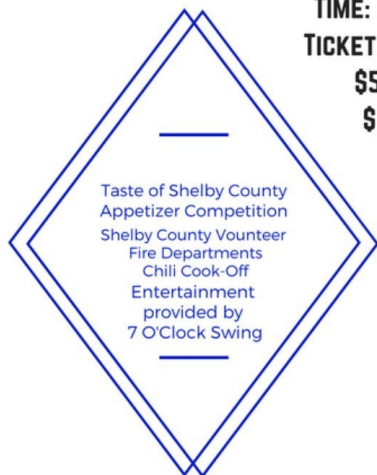 TIME:
TICKET
$5
$
Taste of Shelby County
Appetizer Competition
Shelby County Vounteer
Fire Departments
Chili Cook-Off
Entertainment
provided by
7 O'Clock Swing